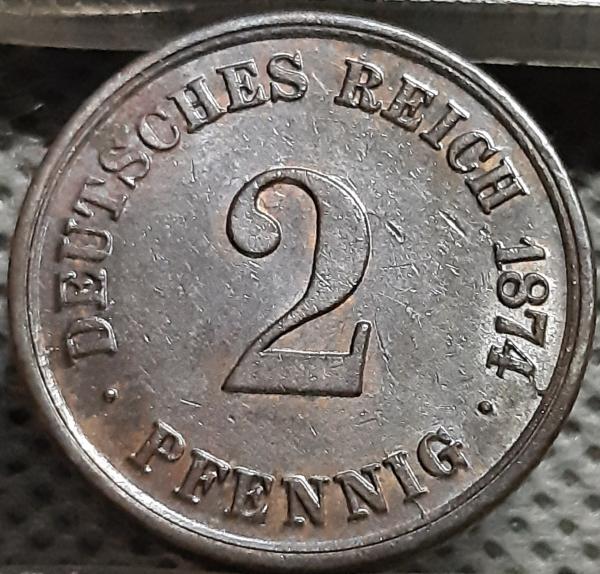 DEUTSCHES REICH 1874
2
· PFENNIG ·